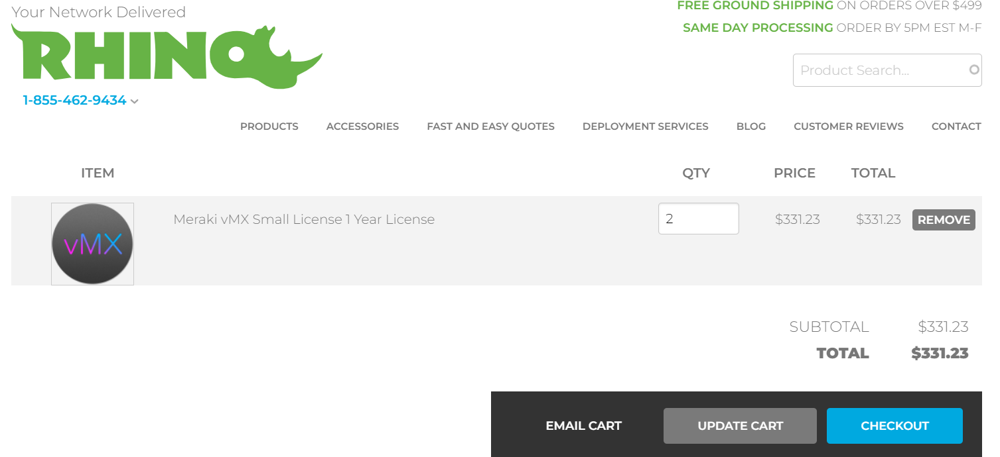 Your Network Delivered
FREE GROUND SHIPPING ON ORDERS OVER $499
SAME DAY PROCESSING ORDER BY 5PM EST M-F
RHINO
Product Search...
1-855-462-9434
PRODUCTS ACCESSORIES FAST AND EASY QUOTES DEPLOYMENT SERVICES BLOG CUSTOMER REVIEWS CONTACT
ITEM QTY PRICE TOTAL
vMX Meraki vMX Small License 1 Year License 2 $331.23 $331.23 REMOVE
SUBTOTAL $331.23
TOTAL $331.23
EMAIL CART UPDATE CART CHECKOUT